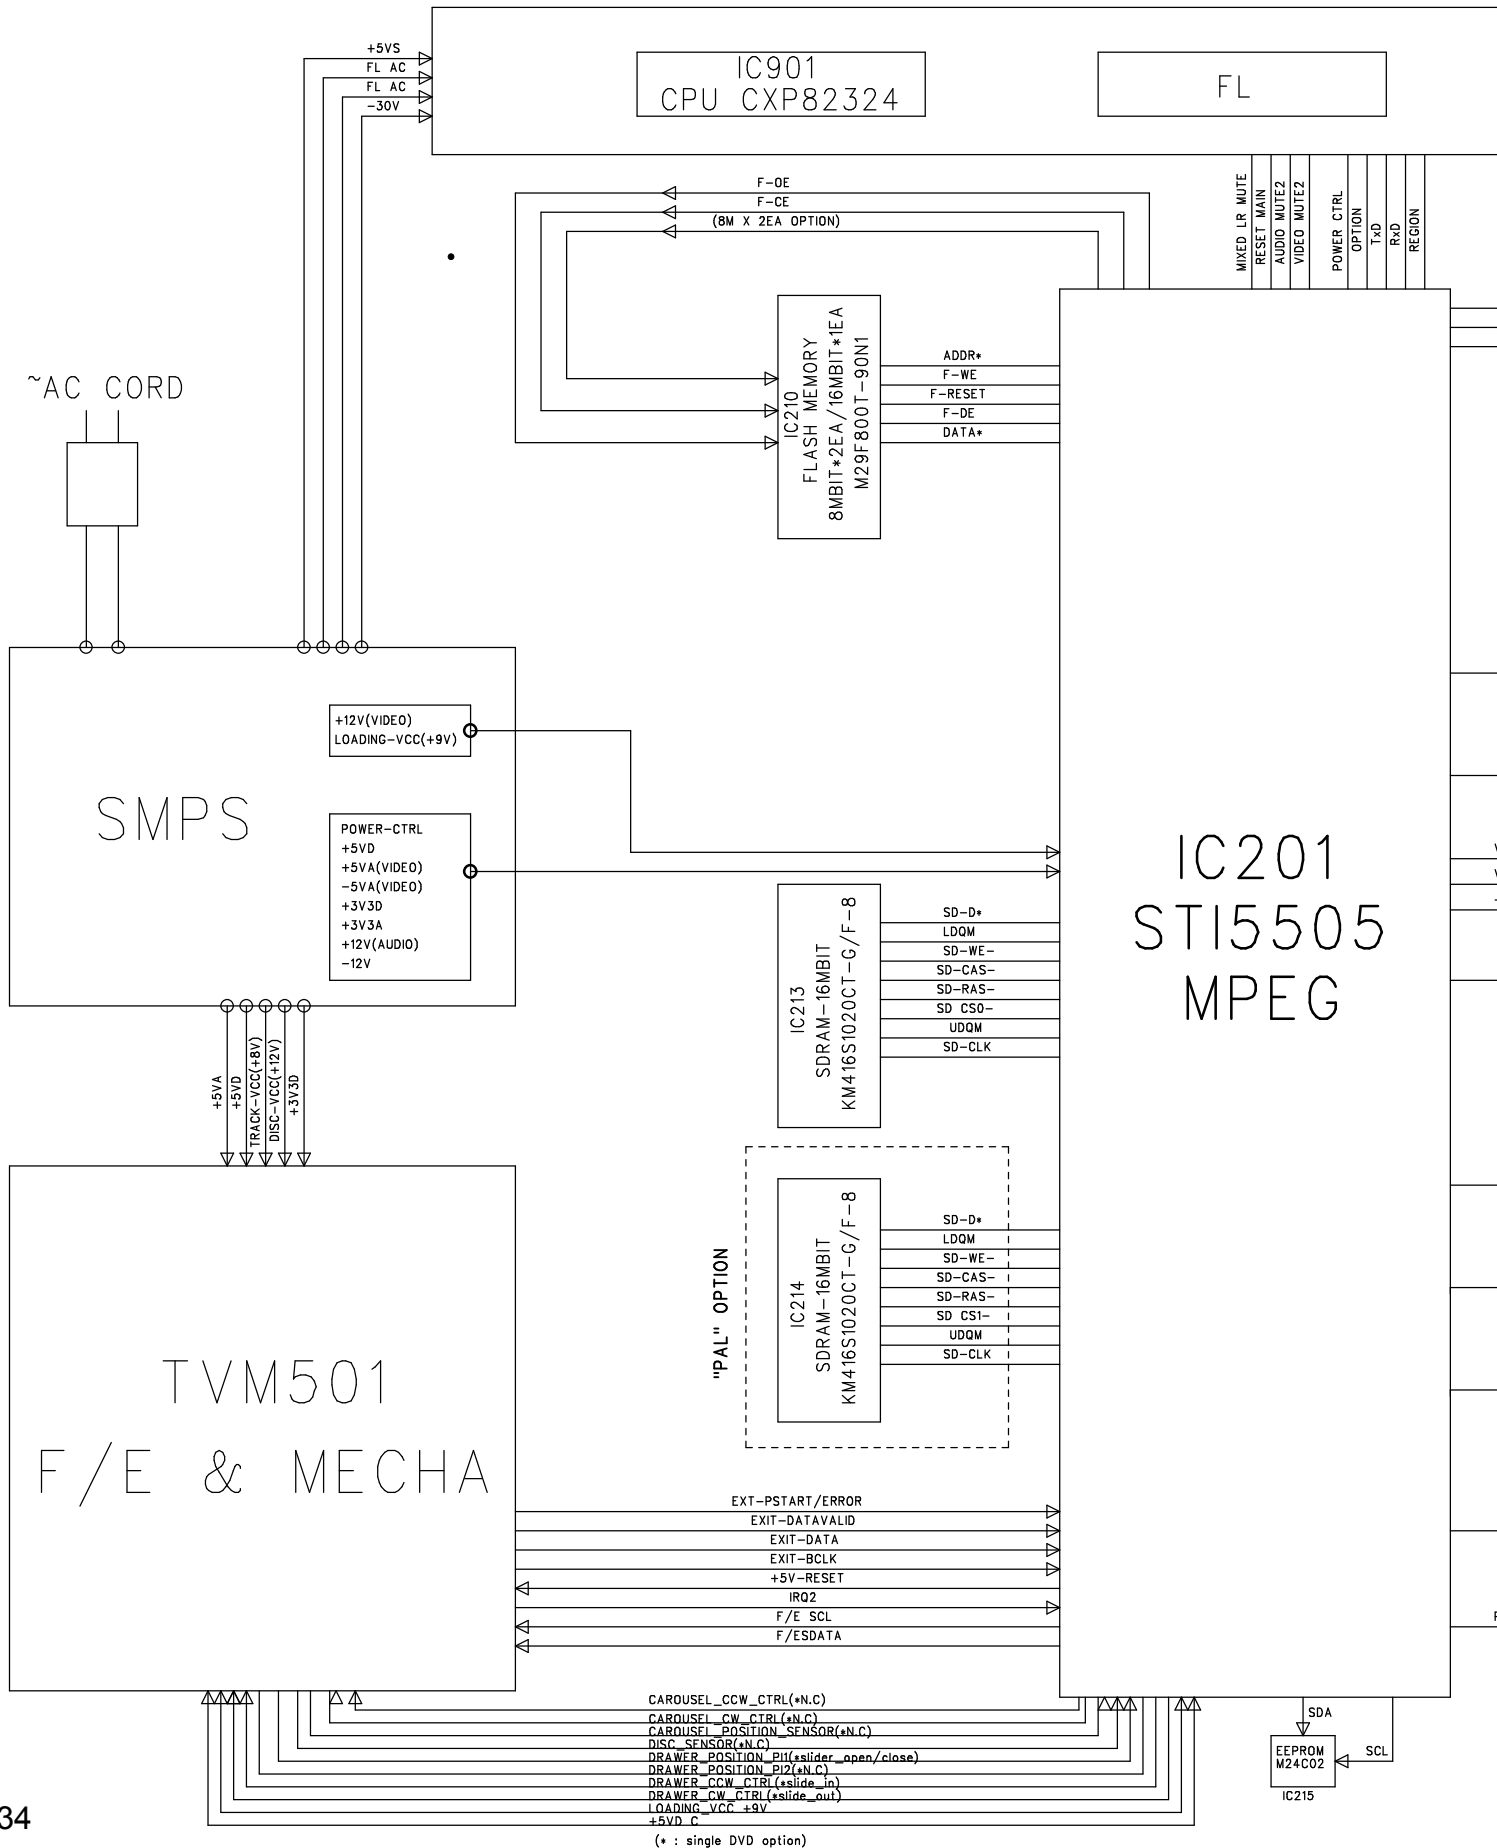 +5VS
FL AC
FL AC
-30V
IC901
CPU CXP82324
FL
F-OE
F-CE
(8M X 2EA OPTION)
MIXED LR MUTE
RESET MAIN
AUDIO MUTE2
VIDEO MUTE2
POWER CTRL
OPTION
TxD
RxD
REGION
IC210
FLASH MEMORY
8MBIT*2EA/16MBIT*1EA
M29F800T-90N1
ADDR*
F-WE
F-RESET
F-DE
DATA*
~AC CORD
SMPS
+12V(VIDEO)
LOADING-VCC(+9V)
POWER-CTRL
+5VD
+5VA(VIDEO)
-5VA(VIDEO)
+3V3D
+3V3A
+12V(AUDIO)
-12V
IC201
STI5505
MPEG
IC213
SDRAM-16MBIT
KM416S1020CT-G/F-8
SD-D*
LDQM
SD-WE-
SD-CAS-
SD-RAS-
SD CS0-
UDQM
SD-CLK
+5VA
+5VD
TRACK-VCC(+8V)
DISC-VCC(+12V)
+3V3D
"PAL" OPTION
IC214
SDRAM-16MBIT
KM416S1020CT-G/F-8
SD-D*
LDQM
SD-WE-
SD-CAS-
SD-RAS-
SD CS1-
UDQM
SD-CLK
TVM501
F/E & MECHA
EXT-PSTART/ERROR
EXIT-DATAVALID
EXIT-DATA
EXIT-BCLK
+5V-RESET
IRQ2
F/E SCL
F/ESDATA
CAROUSEL_CCW_CTRL(*N.C)
CAROUSEL_CW_CTRL(*N.C)
CAROUSEL_POSITION_SENSOR(*N.C)
DISC_SENSOR(*N.C)
DRAWER_POSITION_PI1(*slider_open/close)
DRAWER_POSITION_PI2(*N.C)
DRAWER_CCW_CTRL(*slide_in)
DRAWER_CW_CTRL(*slide_out)
LOADING_VCC +9V
+5VD C
(* : single DVD option)
SDA
SCL
EEPROM
M24C02
IC215
34